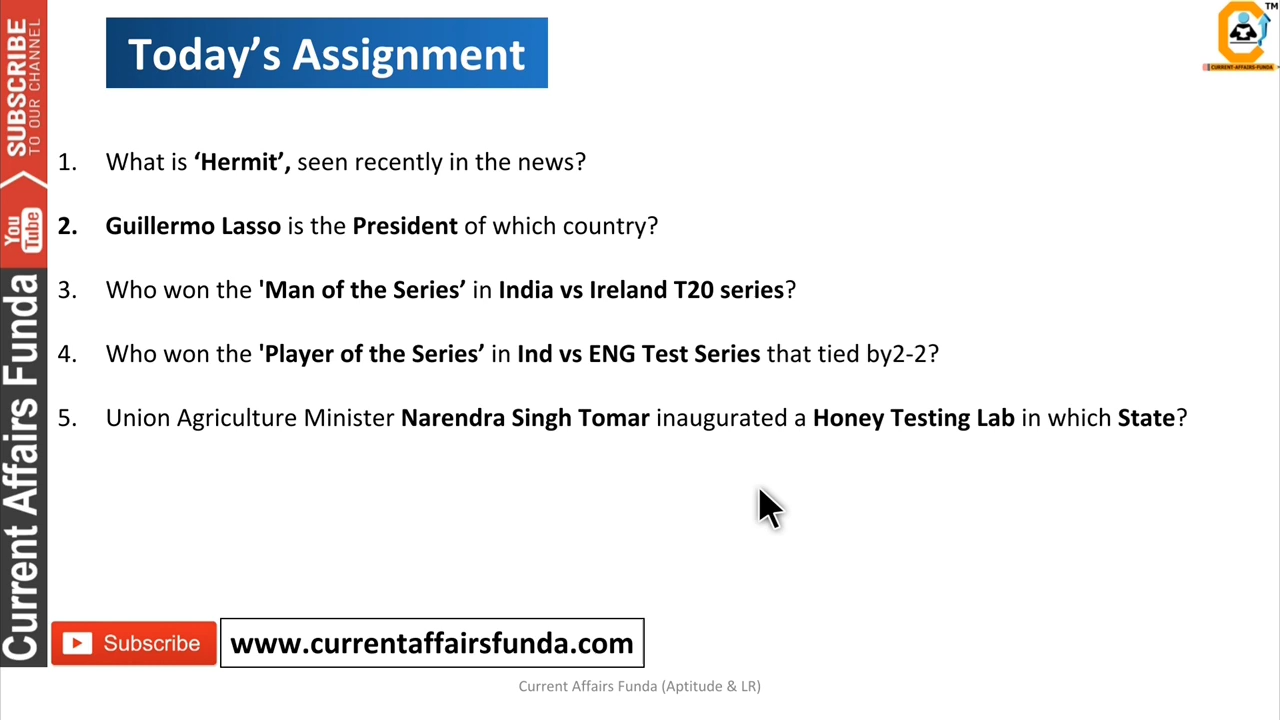 Today’s Assignment
TM
CURRENT-AFFAIRS-FUNDA
SUBSCRIBE
TO OUR CHANNEL
You
Tube
Current Affairs Funda
1. What is ‘Hermit’, seen recently in the news?
2. Guillermo Lasso is the President of which country?
3. Who won the 'Man of the Series’ in India vs Ireland T20 series?
4. Who won the 'Player of the Series’ in Ind vs ENG Test Series that tied by2-2?
5. Union Agriculture Minister Narendra Singh Tomar inaugurated a Honey Testing Lab in which State?
Subscribe
www.currentaffairsfunda.com
Current Affairs Funda (Aptitude & LR)